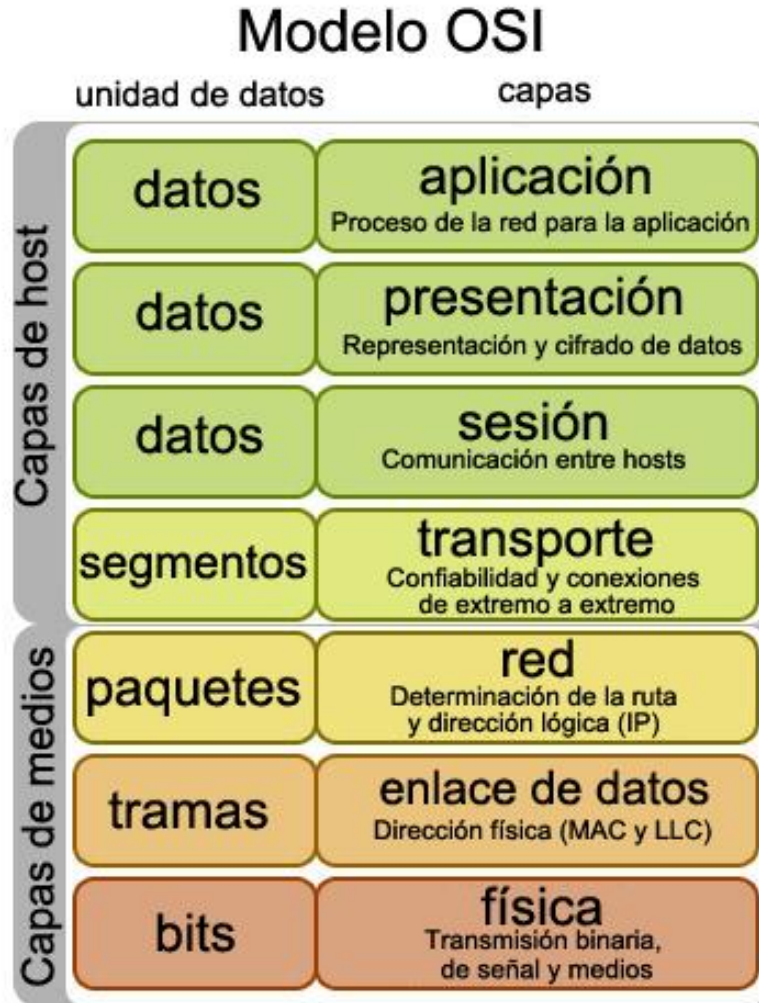 Modelo OSI
unidad de datos capas
Capas de host
datos aplicación
Proceso de la red para la aplicación
datos presentación
Representación y cifrado de datos
datos sesión
Comunicación entre hosts
segmentos transporte
Confiabilidad y conexiones
de extremo a extremo
Capas de medios
paquetes red
Determinación de la ruta
y dirección lógica (IP)
tramas enlace de datos
Dirección física (MAC y LLC)
bits física
Transmisión binaria,
de señal y medios